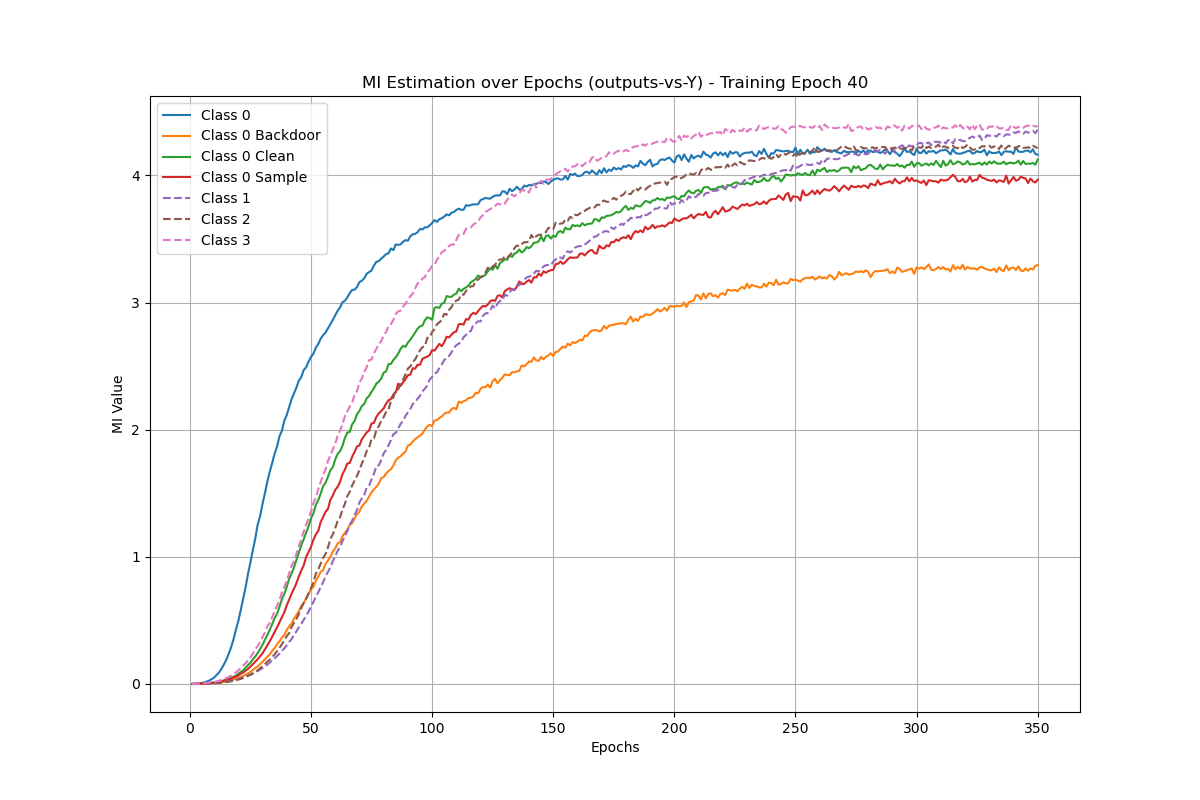 MI Estimation over Epochs (outputs-vs-Y) - Training Epoch 40
Class 0
Class 0 Backdoor
Class 0 Clean
Class 0 Sample
Class 1
Class 2
Class 3
MI Value
4
3
2
1
0
0 50 100 150 200 250 300 350
Epochs